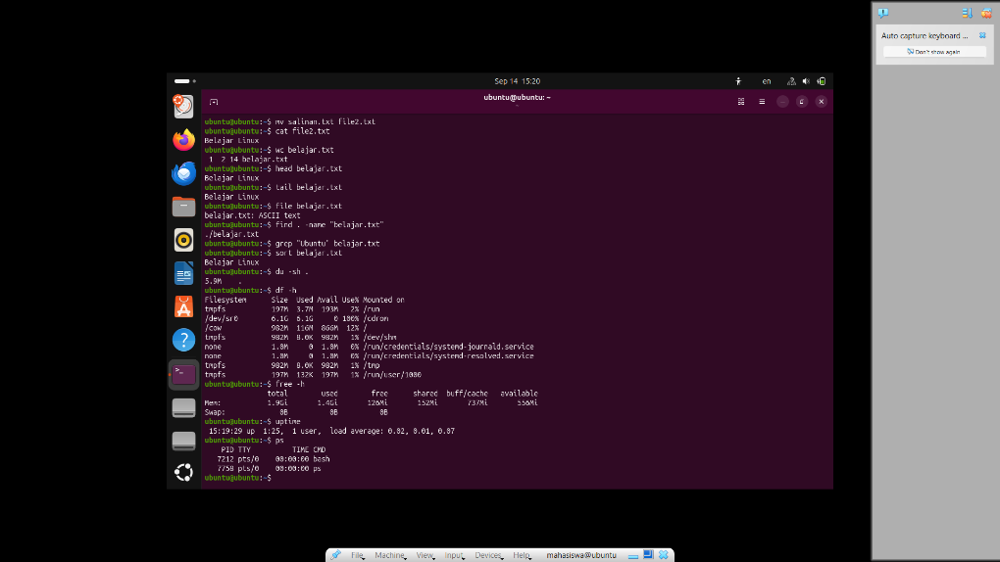 Auto capture keyboard ...
Don't show again
Sep 14 15:20
en
ubuntu@ubuntu: ~
ubuntu@ubuntu:~$ mv salinan.txt file2.txt
ubuntu@ubuntu:~$ cat file2.txt
Belajar Linux
ubuntu@ubuntu:~$ wc belajar.txt
 1  2 14 belajar.txt
ubuntu@ubuntu:~$ head belajar.txt
Belajar Linux
ubuntu@ubuntu:~$ tail belajar.txt
Belajar Linux
ubuntu@ubuntu:~$ file belajar.txt
belajar.txt: ASCII text
ubuntu@ubuntu:~$ find . -name "belajar.txt"
./belajar.txt
ubuntu@ubuntu:~$ grep "Ubuntu" belajar.txt
ubuntu@ubuntu:~$ sort belajar.txt
Belajar Linux
ubuntu@ubuntu:~$ du -sh .
5.9M    .
ubuntu@ubuntu:~$ df -h
Filesystem      Size  Used Avail Use% Mounted on
tmpfs           197M  3.7M  193M   2% /run
/dev/sr0        6.1G  6.1G     0 100% /cdrom
/cow            982M  116M  866M  12% /
tmpfs           982M  8.0K  982M   1% /dev/shm
none            1.0M     0  1.0M   0% /run/credentials/systemd-journald.service
none            1.0M     0  1.0M   0% /run/credentials/systemd-resolved.service
tmpfs           982M  8.0K  982M   1% /tmp
tmpfs           197M  132K  197M   1% /run/user/1000
ubuntu@ubuntu:~$ free -h
               total        used        free      shared  buff/cache   available
Mem:           1.9Gi       1.4Gi       126Mi       152Mi       737Mi       556Mi
Swap:             0B          0B          0B
ubuntu@ubuntu:~$ uptime
 15:19:29 up  1:25,  1 user,  load average: 0.02, 0.01, 0.07
ubuntu@ubuntu:~$ ps
    PID TTY          TIME CMD
   7212 pts/0    00:00:00 bash
   7758 pts/0    00:00:00 ps
ubuntu@ubuntu:~$
File Machine View Input Devices Help mahasiswa@ubuntu